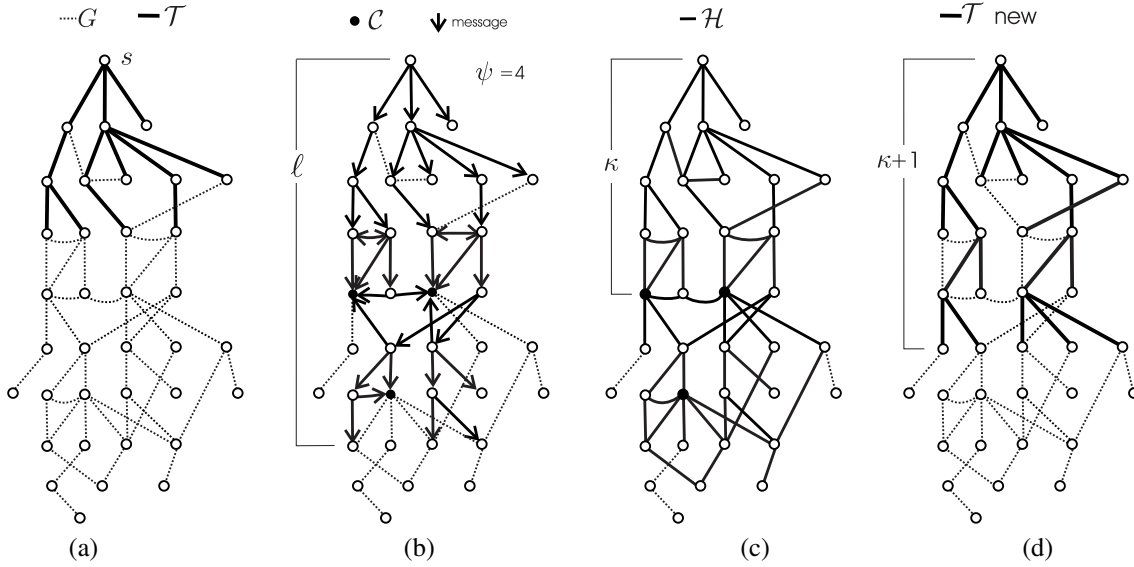 G 𝒯
𝒞 message
ℋ
𝒯 new
s
ψ = 4
ℓ
κ
κ+1
(a) (b) (c) (d)